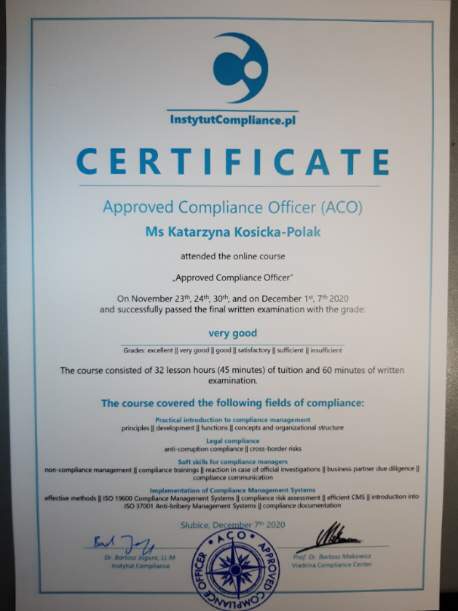 InstytutCompliance.pl
CERTIFICATE
Approved Compliance Officer (ACO)
Ms Katarzyna Kosicka-Polak
attended the online course
„Approved Compliance Officer"
On November 23th, 24th, 30th, and on December 1st, 7th 2020
and successfully passed the final written examination with the grade:
very good
Grades: excellent || very good || good || satisfactory || sufficient || insufficient
The course consisted of 32 lesson hours (45 minutes) of tuition and 60 minutes of written
examination.
The course covered the following fields of compliance:
Practical introduction to compliance management
principles || development || functions || concepts and organizational structure
Legal compliance
anti-corruption compliance || cross-border risks
Soft skills for compliance managers
non-compliance management || compliance trainings || reaction in case of official investigations || business partner due diligence ||
compliance communication
Implementation of Compliance Management Systems
effective methods || ISO 19600 Compliance Management Systems || compliance risk assessment || efficient CMS || introduction into
ISO 37001 Anti-bribery Management Systems || compliance documentation
Słubice, December 7th 2020
Dr. Bartosz Jagura, LL.M.
Instytut Compliance
Prof. Dr. Bartosz Makowicz
Viadrina Compliance Center
ACO
APPROVED COMPLIANCE OFFICER